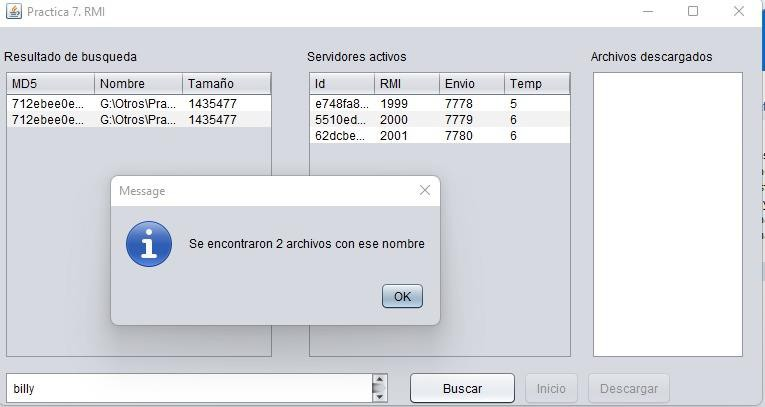 Practica 7. RMI
Resultado de busqueda
MD5 Nombre Tamaño
712ebee0e... G:\Otros\Pra... 1435477
712ebee0e... G:\Otros\Pra... 1435477
Servidores activos
Id RMI Envio Temp
e748fa8... 1999 7778 5
5510ed... 2000 7779 6
62dcbe... 2001 7780 6
Archivos descargados
Message
Se encontraron 2 archivos con ese nombre
OK
billy
Buscar Inicio Descargar